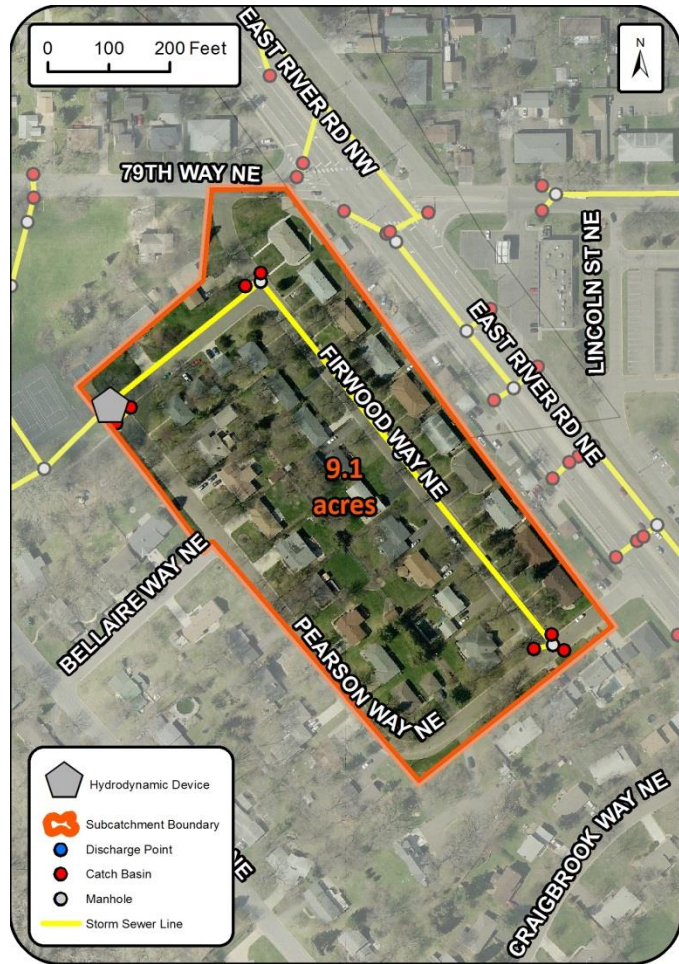 0 100 200 Feet
N
EAST RIVER RD NW
79TH WAY NE
LINCOLN ST NE
FIRWOOD WAY NE
EAST RIVER RD NE
9.1
acres
BELLAIRE WAY NE
PEARSON WAY NE
CRAIGBROOK WAY NE
NE
Hydrodynamic Device
Subcatchment Boundary
Discharge Point
Catch Basin
Manhole
Storm Sewer Line